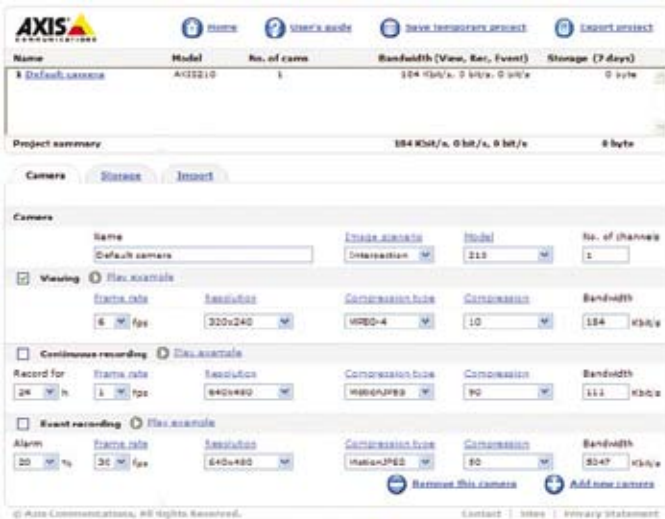 AXIS
COMMUNICATIONS
Home
User's guide
Save temporary project
Export project
Name Model No. of cams Bandwidth (View, Rec, Event) Storage (7 days)
1 Default camera AXIS210 1 184 Kbit/s, 0 bit/s, 0 bit/s 0 byte
Project summary 184 Kbit/s, 0 bit/s, 0 bit/s 0 byte
Camera Storage Import
Camera
Name Image scenario Model No. of channels
Default camera Intersection 210 1
Viewing Play example
Frame rate Resolution Compression type Compression Bandwidth
6 fps 320x240 MPEG-4 10 184 Kbit/s
Continuous recording Play example
Record for Frame rate Resolution Compression type Compression Bandwidth
24 h 1 fps 640x480 MotionJPEG 90 111 Kbit/s
Event recording Play example
Alarm Frame rate Resolution Compression type Compression Bandwidth
20 % 30 fps 640x480 MotionJPEG 50 Kbit/s
Remove this camera Add new camera
© Axis Communications, All Rights Reserved. Contact | Sites | Privacy Statement